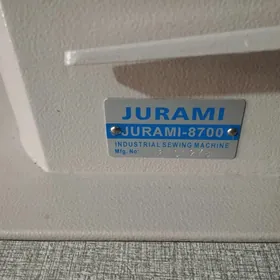 JURAMI
JURAMI-8700
INDUSTRIAL SEWING MACHINE
Mfg. No